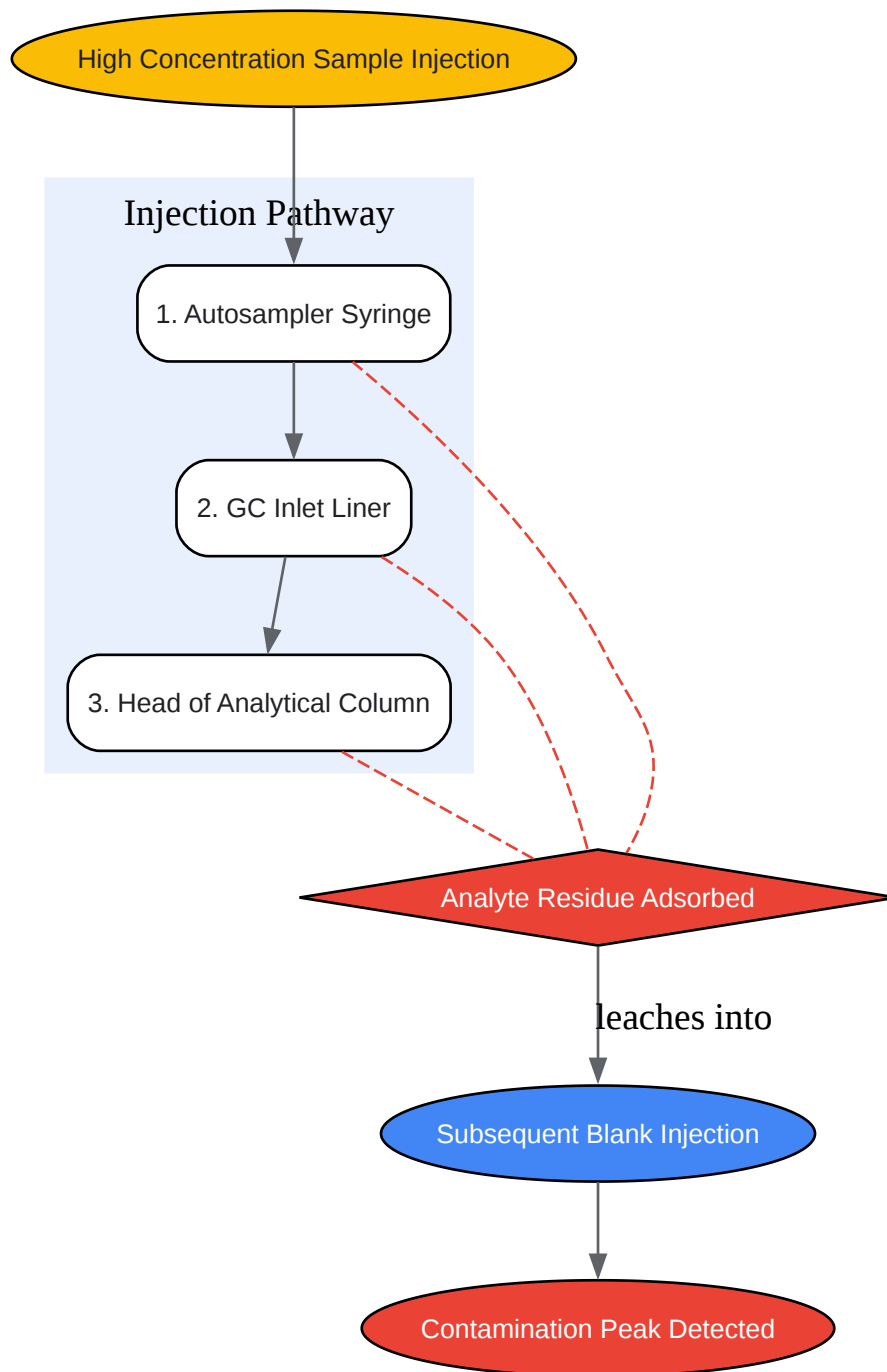 High Concentration Sample Injection
Injection Pathway
1. Autosampler Syringe
2. GC Inlet Liner
3. Head of Analytical Column
Analyte Residue Adsorbed
leaches into
Subsequent Blank Injection
Contamination Peak Detected